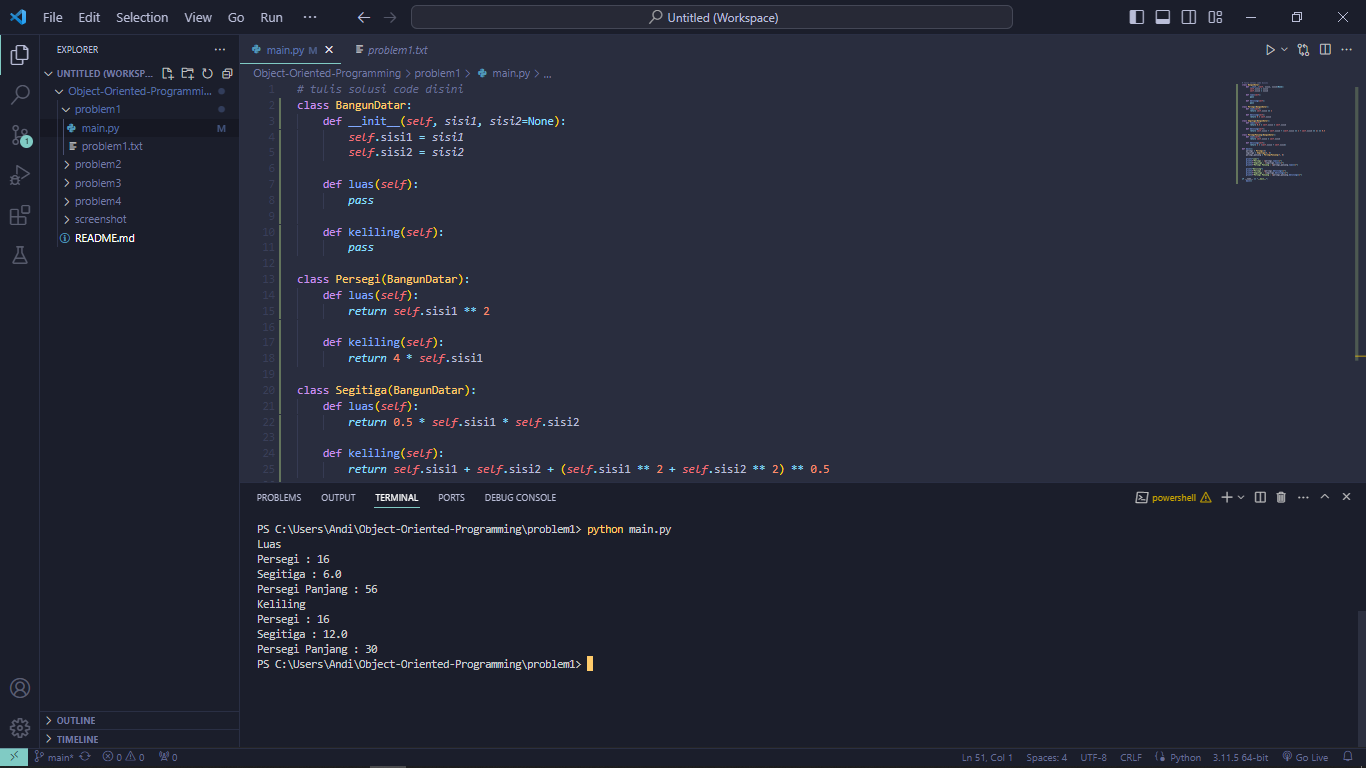 File Edit Selection View Go Run ··· Untitled (Workspace)
EXPLORER ···
UNTITLED (WORKSP...
Object-Oriented-Programmi...
problem1
main.py M
problem1.txt
problem2
problem3
problem4
screenshot
README.md
OUTLINE
TIMELINE
main.py M problem1.txt
Object-Oriented-Programming > problem1 > main.py > ...
1 # tulis solusi code disini
2 class BangunDatar:
3 def __init__(self, sisi1, sisi2=None):
4 self.sisi1 = sisi1
5 self.sisi2 = sisi2
6
7 def luas(self):
8 pass
9
10 def keliling(self):
11 pass
12
13 class Persegi(BangunDatar):
14 def luas(self):
15 return self.sisi1 ** 2
16
17 def keliling(self):
18 return 4 * self.sisi1
19
20 class Segitiga(BangunDatar):
21 def luas(self):
22 return 0.5 * self.sisi1 * self.sisi2
23
24 def keliling(self):
25 return self.sisi1 + self.sisi2 + (self.sisi1 ** 2 + self.sisi2 ** 2) ** 0.5
PROBLEMS OUTPUT TERMINAL PORTS DEBUG CONSOLE powershell
PS C:\Users\Andi\Object-Oriented-Programming\problem1> python main.py
Luas
Persegi : 16
Segitiga : 6.0
Persegi Panjang : 56
Keliling
Persegi : 16
Segitiga : 12.0
Persegi Panjang : 30
PS C:\Users\Andi\Object-Oriented-Programming\problem1>
main* 0 0 0 Ln 51, Col 1 Spaces: 4 UTF-8 CRLF Python 3.11.5 64-bit Go Live